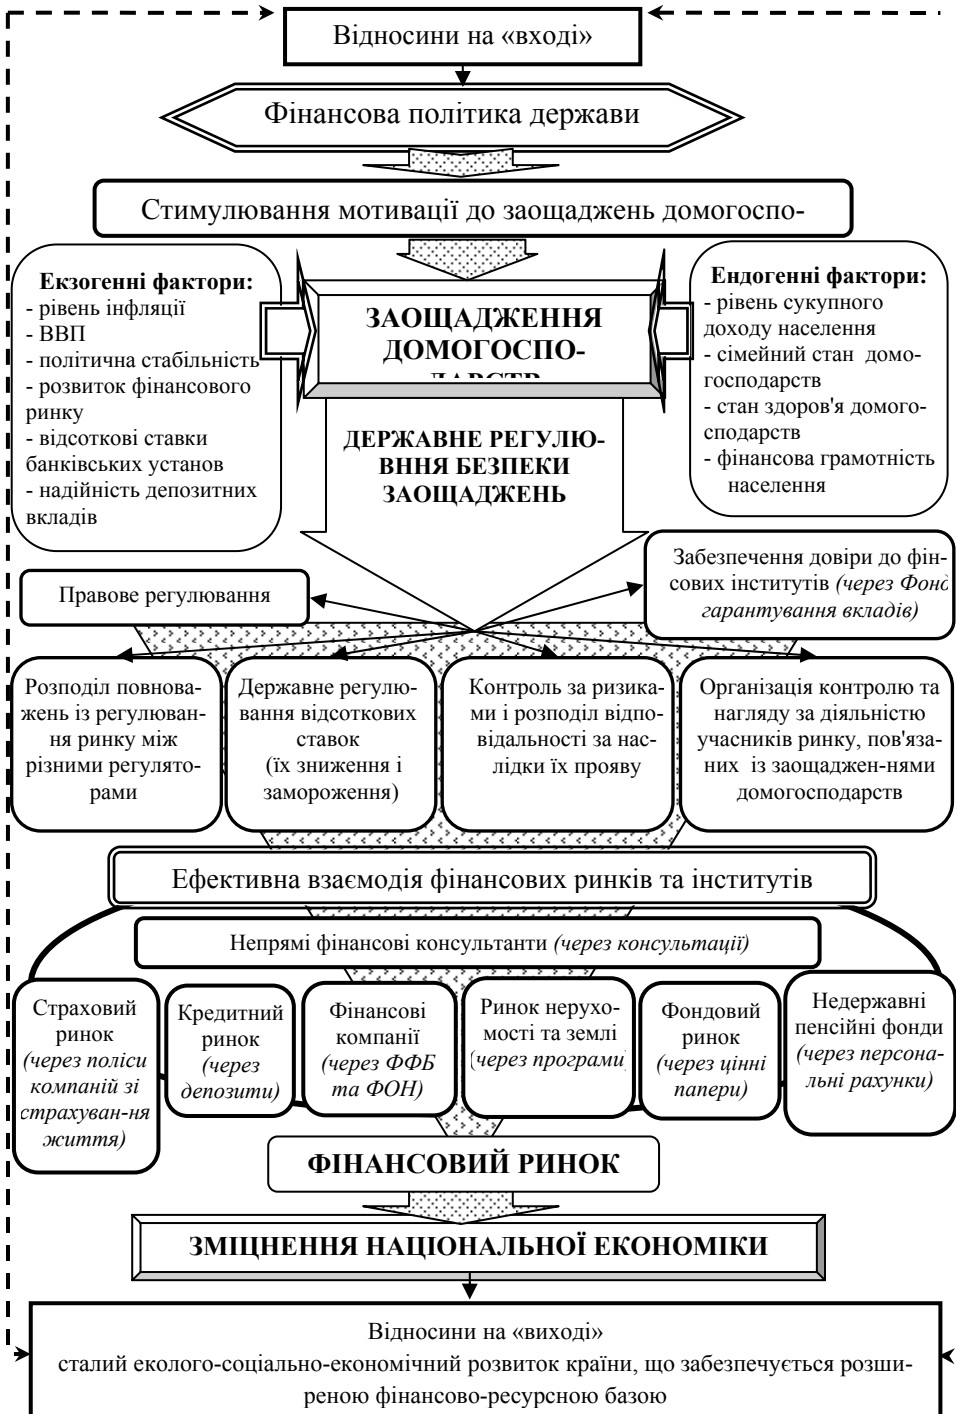 Відносини на «вході»
Фінансова політика держави
Стимулювання мотивації до заощаджень домогоспо-
Екзогенні фактори:
- рівень інфляції
- ВВП
- політична стабільність
- розвиток фінансового
ринку
- відсоткові ставки
банківських установ
- надійність депозитних
вкладів
ЗАОЩАДЖЕННЯ
ДОМОГОСПО-
ДАРСТВ
Ендогенні фактори:
- рівень сукупного
доходу населення
- сімейний стан домо-
господарств
- стан здоров'я домого-
сподарств
- фінансова грамотність
населення
ДЕРЖАВНЕ РЕГУЛЮ-
ВННЯ БЕЗПЕКИ
ЗАОЩАДЖЕНЬ
Правове регулювання
Забезпечення довіри до фін-
сових інститутів (через Фонд
гарантування вкладів)
Розподіл повнова-
жень із регулюван-
ня ринку між
різними регулято-
рами
Державне регулю-
вання відсоткових
ставок
(їх зниження і
замороження)
Контроль за ризика-
ми і розподіл відпо-
відальності за нас-
лідки їх прояву
Організація контролю та
нагляду за діяльністю
учасників ринку, пов'яза-
них із заощаджен-нями
домогосподарств
Ефективна взаємодія фінансових ринків та інститутів
Непрямі фінансові консультанти (через консультації)
Страховий
ринок
(через поліси
компаній зі
страхуван-ня
життя)
Кредитний
ринок
(через
депозити)
Фінансові
компанії
(через ФФБ
та ФОН)
Ринок нерухо-
мості та землі
(через програми
Фондовий
ринок
(через цінні
папери)
Недержавні
пенсійні фонди
(через персона-
льні рахунки)
ФІНАНСОВИЙ РИНОК
ЗМІЦНЕННЯ НАЦІОНАЛЬНОЇ ЕКОНОМІКИ
Відносини на «виході»
сталий еколого-соціально-економічний розвиток країни, що забезпечується розши-
реною фінансово-ресурсною базою